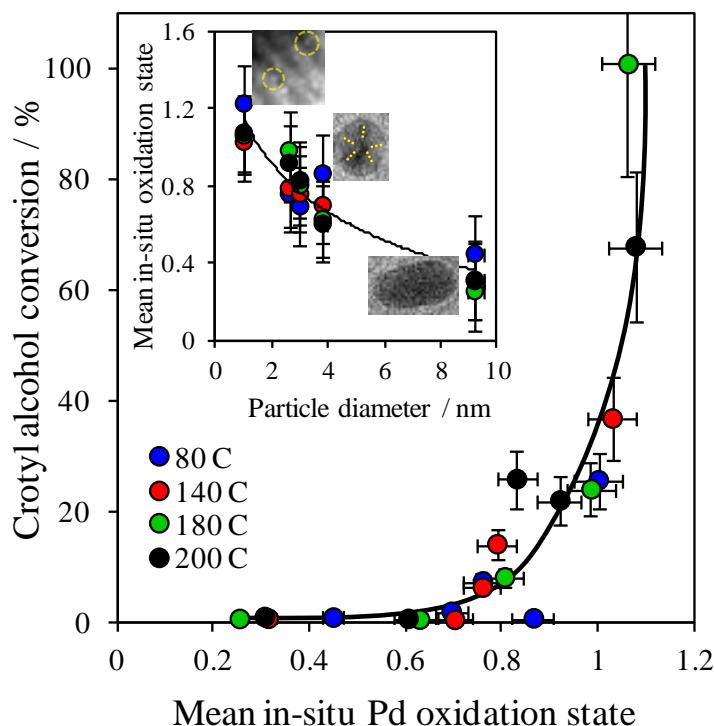 1.6
1.2
0.8
0.4
0
0 2 4 6 8 10
Mean in-situ oxidation state
Particle diameter / nm
100
80
60
40
20
0
Crotyl alcohol conversion / %
80 C
140 C
180 C
200 C
0 0.2 0.4 0.6 0.8 1 1.2
Mean in-situ Pd oxidation state